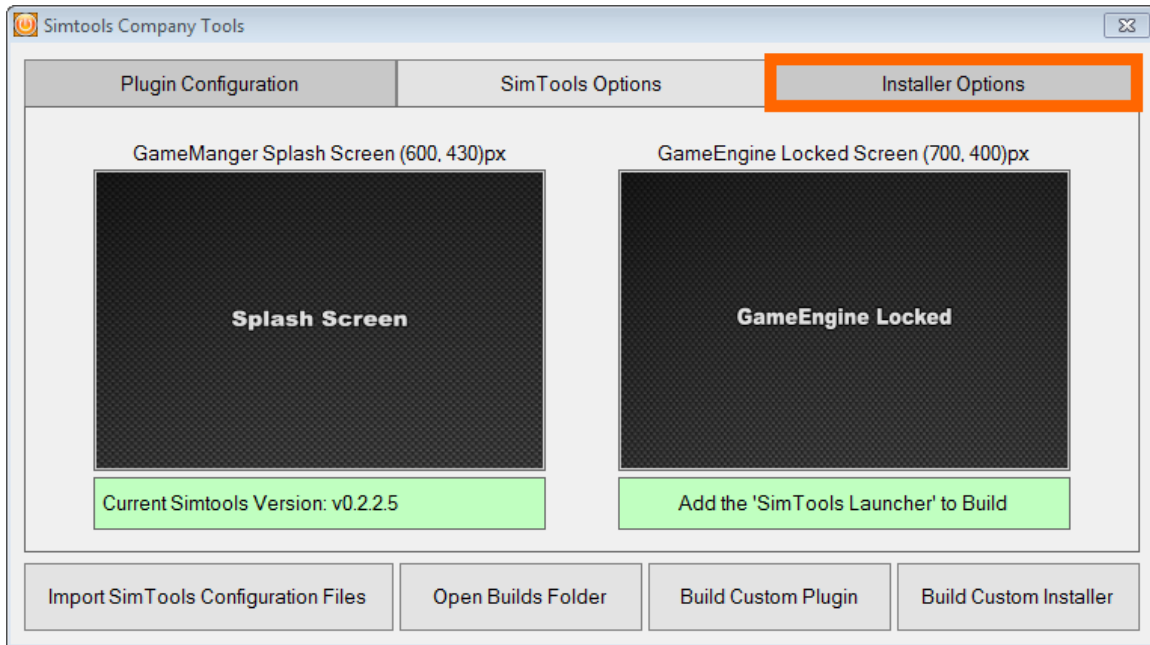 Simtools Company Tools
Plugin Configuration
SimTools Options
Installer Options
GameManger Splash Screen (600, 430)px
GameEngine Locked Screen (700, 400)px
Splash Screen
GameEngine Locked
Current Simtools Version: v0.2.2.5
Add the 'SimTools Launcher' to Build
Import SimTools Configuration Files
Open Builds Folder
Build Custom Plugin
Build Custom Installer